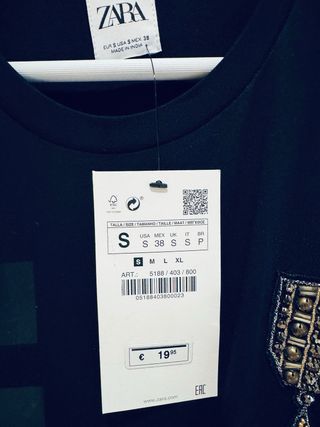 ZARA
EUR S USA S MEX 38
MADE IN INDIA
TALLA / SIZE / TAMANHO / TAILLE / MAAT / ΜΕΓΕΘΟΣ
S
USA MEX UK IT BR
S 38 S S P
S M L XL
ART.: 5188 / 403 / 800
05188403800023
€ 19 95
www.zara.com
EAC